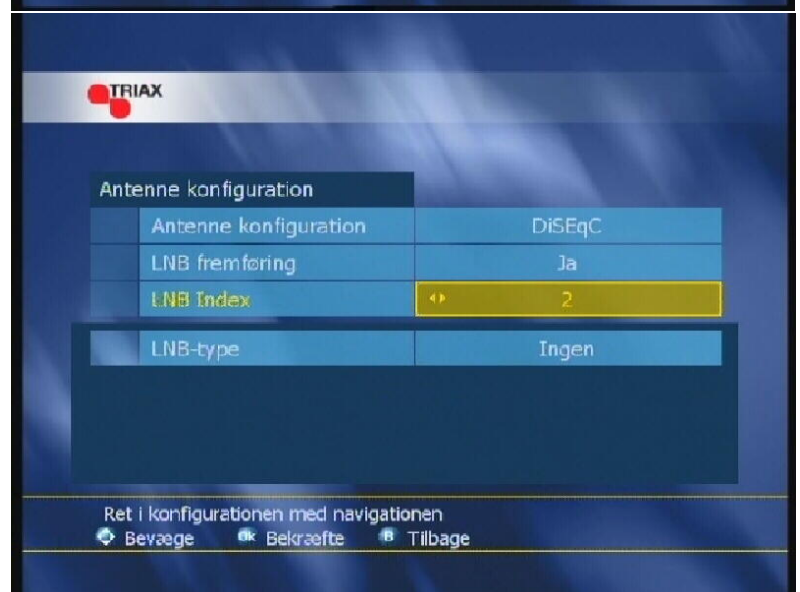 TRIAX
Antenne konfiguration
Antenne konfiguration DiSEqC
LNB fremføring Ja
LNB Index 2
LNB-type Ingen
Ret i konfigurationen med navigationen
Bevæge Ok Bekræfte B Tilbage